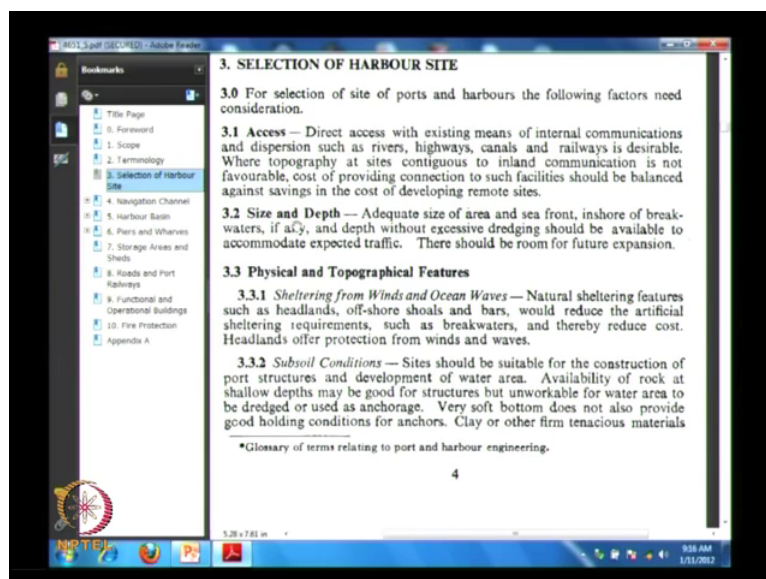 4651_5.pdf (SECURED) - Adobe Reader
Bookmarks
Title Page
0. Foreword
1. Scope
2. Terminology
3. Selection of Harbour
Site
4. Navigation Channel
5. Harbour Basin
6. Piers and Wharves
7. Storage Areas and
Sheds
8. Roads and Port
Railways
9. Functional and
Operational Buildings
10. Fire Protection
Appendix A
3. SELECTION OF HARBOUR SITE
3.0 For selection of site of ports and harbours the following factors need
consideration.
3.1 Access — Direct access with existing means of internal communications
and dispersion such as rivers, highways, canals and railways is desirable.
Where topography at sites contiguous to inland communication is not
favourable, cost of providing connection to such facilities should be balanced
against savings in the cost of developing remote sites.
3.2 Size and Depth — Adequate size of area and sea front, inshore of break-
waters, if any, and depth without excessive dredging should be available to
accommodate expected traffic. There should be room for future expansion.
3.3 Physical and Topographical Features
3.3.1 Sheltering from Winds and Ocean Waves — Natural sheltering features
such as headlands, off-shore shoals and bars, would reduce the artificial
sheltering requirements, such as breakwaters, and thereby reduce cost.
Headlands offer protection from winds and waves.
3.3.2 Subsoil Conditions — Sites should be suitable for the construction of
port structures and development of water area. Availability of rock at
shallow depths may be good for structures but unworkable for water area to
be dredged or used as anchorage. Very soft bottom does not also provide
good holding conditions for anchors. Clay or other firm tenacious materials
*Glossary of terms relating to port and harbour engineering.
4
5.28 x 7.81 in
NPTEL
9:16 AM
1/11/2012